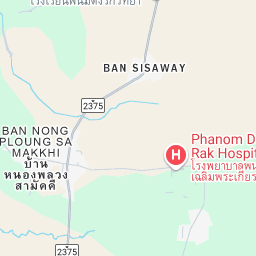 BAN SISAWAY
2375
BAN NONG
PLOUNG SA
MAKKHI
บ้าน
หนองพลวง
สามัคคี
Phanom D
Rak Hospi
โรงพยาบาลพน
เฉลิมพระเกีย
H
2375